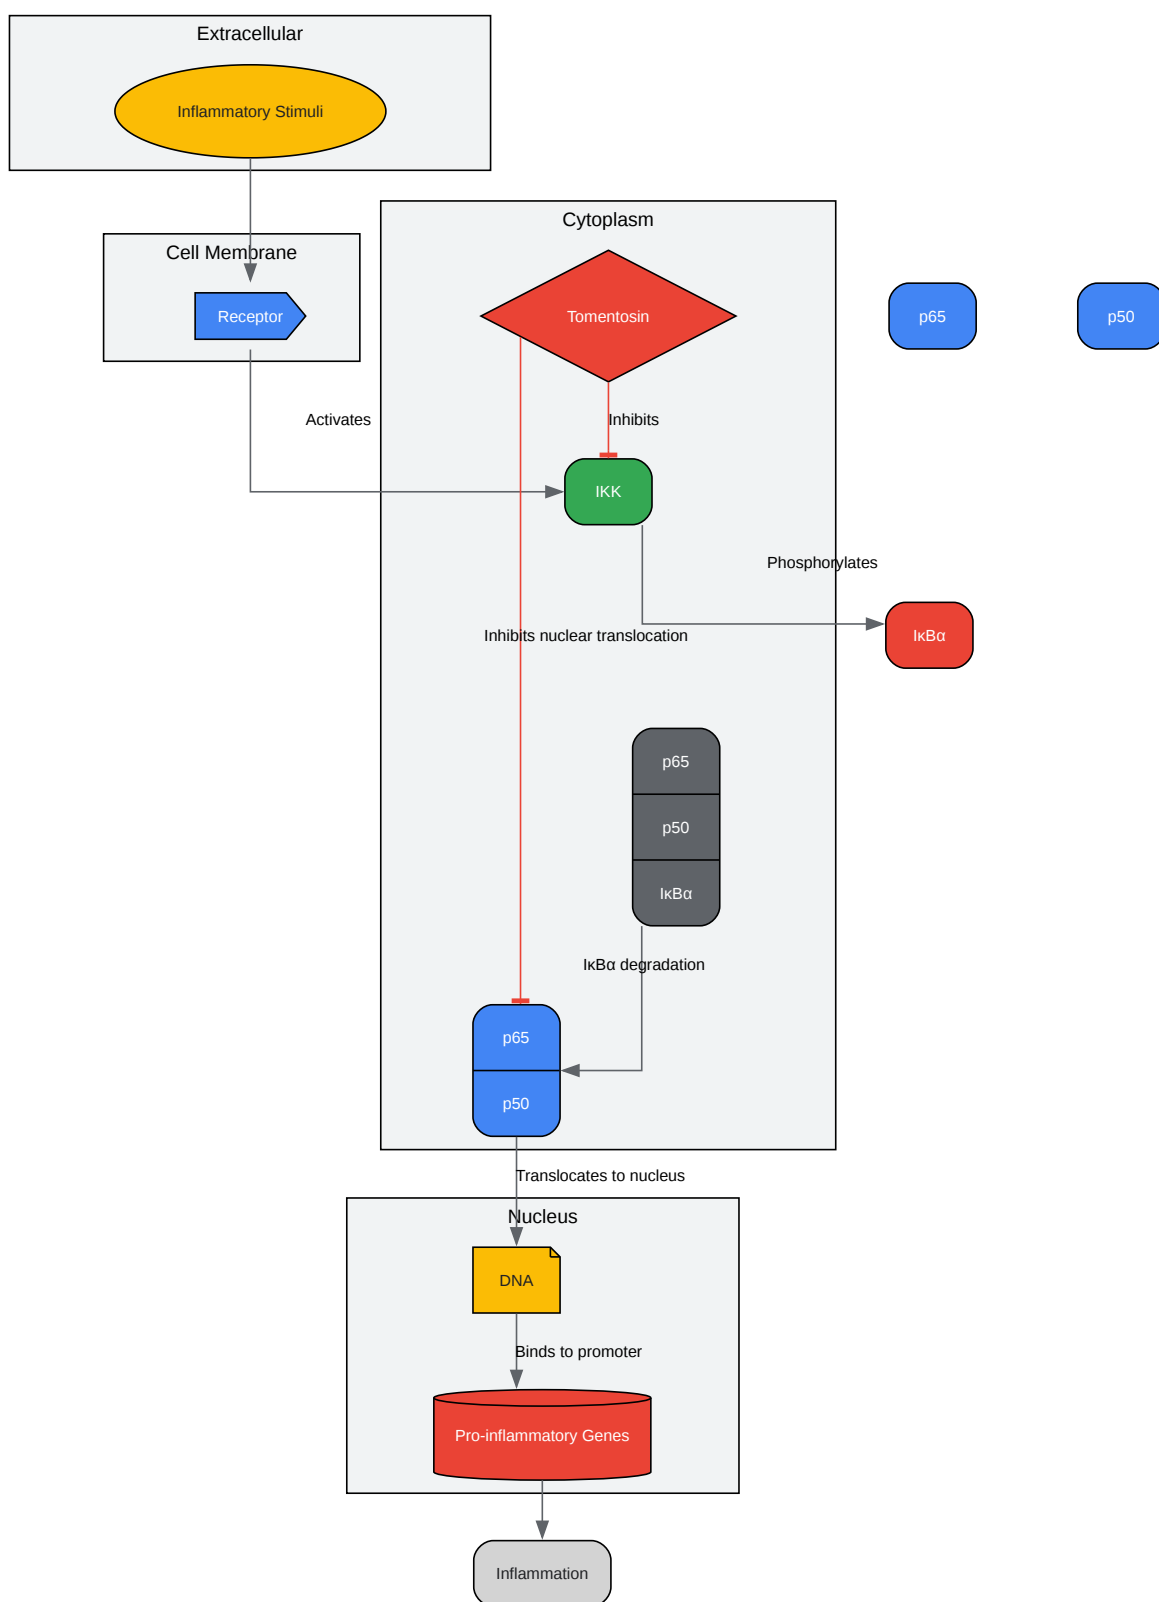 Extracellular
Inflammatory Stimuli
Cytoplasm
Cell Membrane
Receptor
Tomentosin
p65
p50
Activates
Inhibits
IKK
Phosphorylates
Inhibits nuclear translocation
IκBα
p65
p50
IκBα
IκBα degradation
p65
p50
Translocates to nucleus
Nucleus
DNA
Binds to promoter
Pro-inflammatory Genes
Inflammation